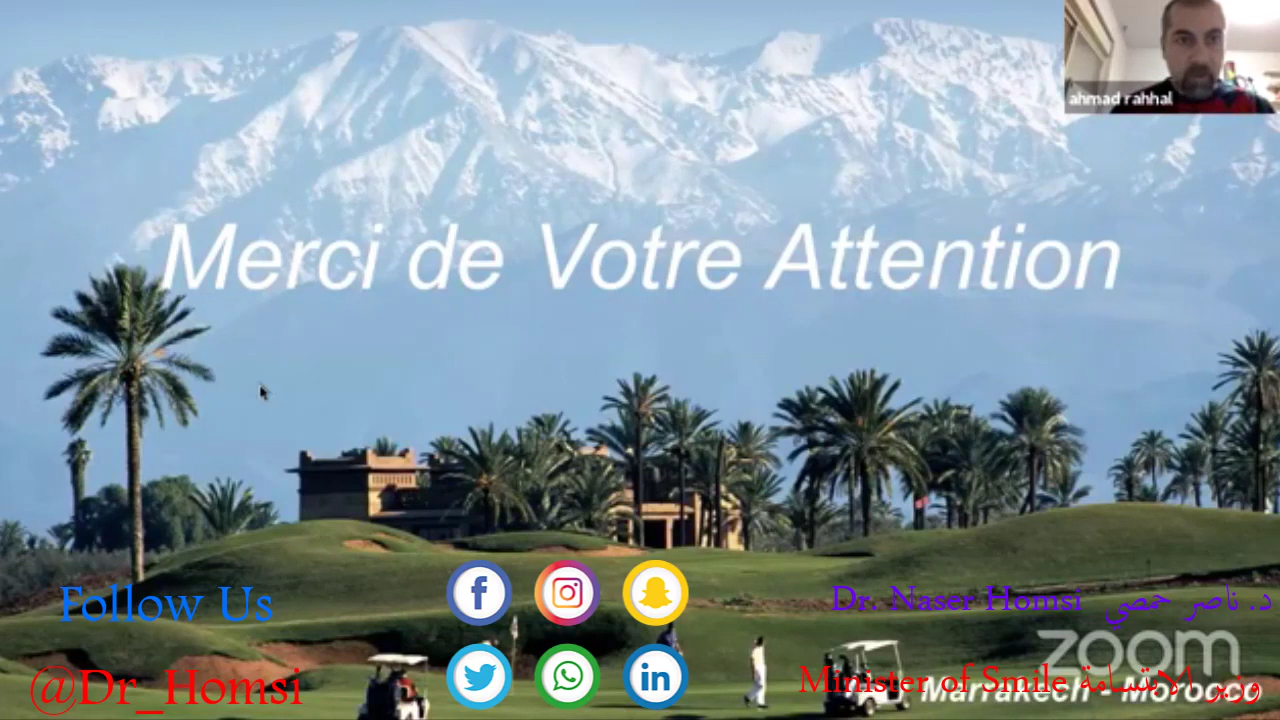 ahmad rahhal
Merci de Votre Attention
Follow Us
Dr. Naser Homsi د. ناصر حمصي
zoom
@Dr_Homsi
Minister of Smile وزير الابتسامة
Marrakech - Morocco